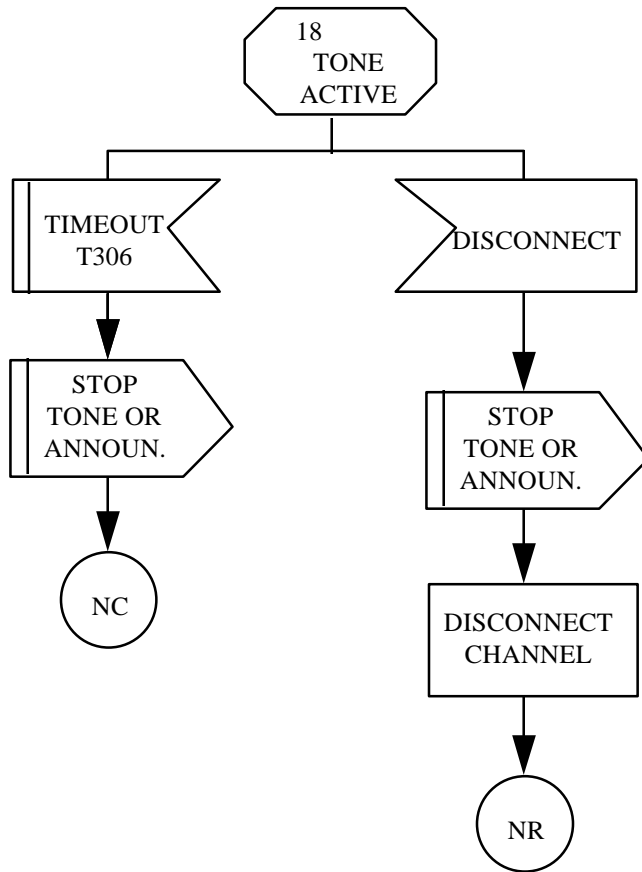 18
TONE
ACTIVE
TIMEOUT
T306
DISCONNECT
STOP
TONE OR
ANNOUN.
STOP
TONE OR
ANNOUN.
NC
DISCONNECT
CHANNEL
NR